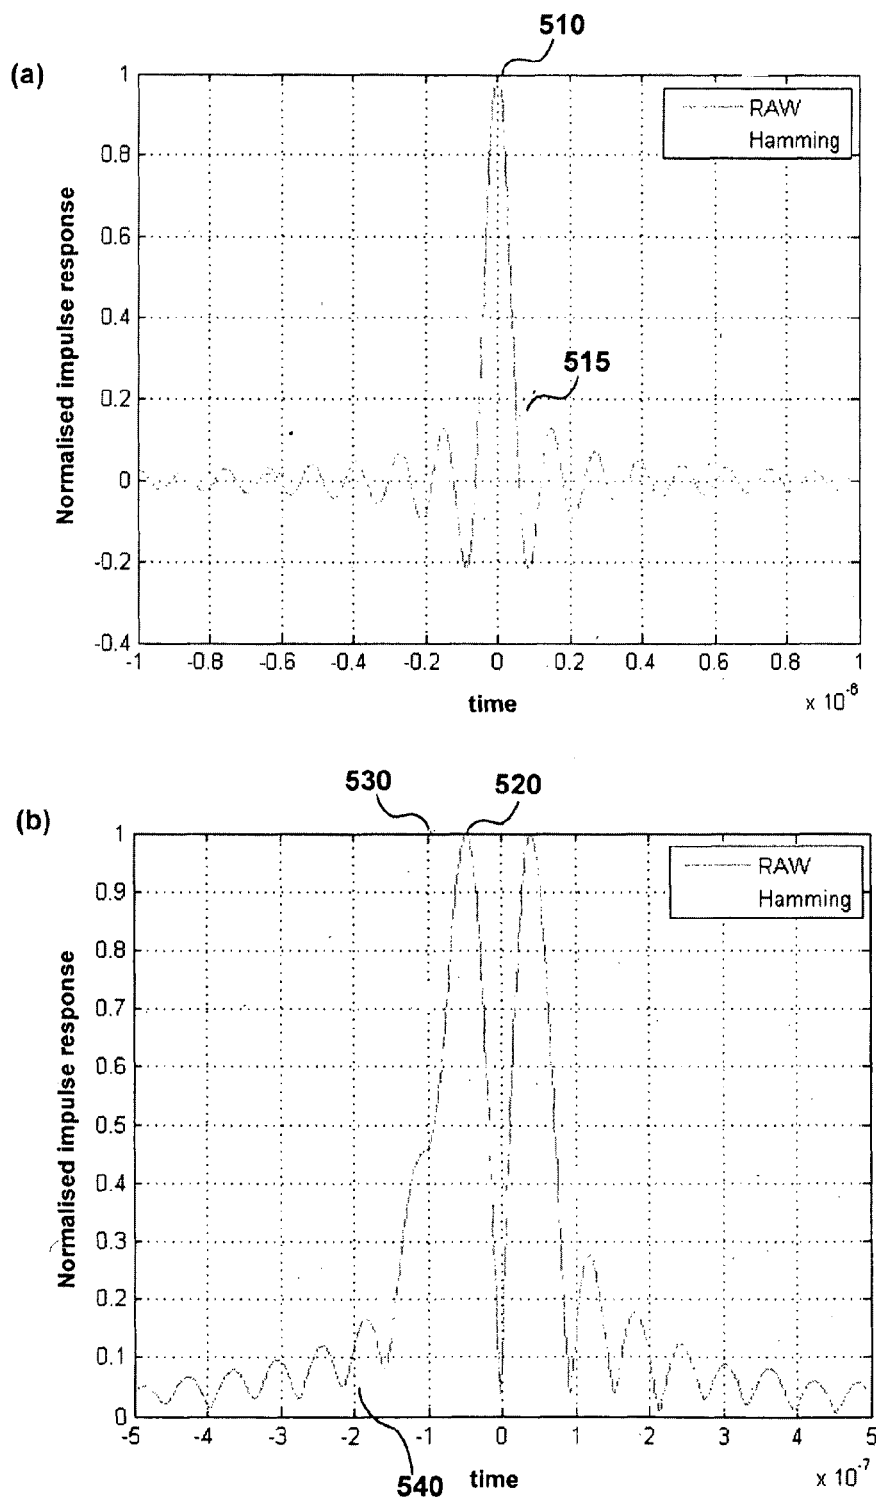 510
(a)
1
RAW
Hamming
0.8
0.6
0.4
515
0.2
0
-0.2
-0.4
Normalised impulse response
-1 -0.8 -0.6 -0.4 -0.2 0 0.2 0.4 0.6 0.8 1
time
x 10⁻⁶
530 520
(b)
1
RAW
Hamming
0.9
0.8
0.7
0.6
0.5
0.4
0.3
0.2
0.1
0
Normalised impulse response
-5 -4 -3 -2 -1 0 1 2 3 4 5
540
time
x 10⁻⁷